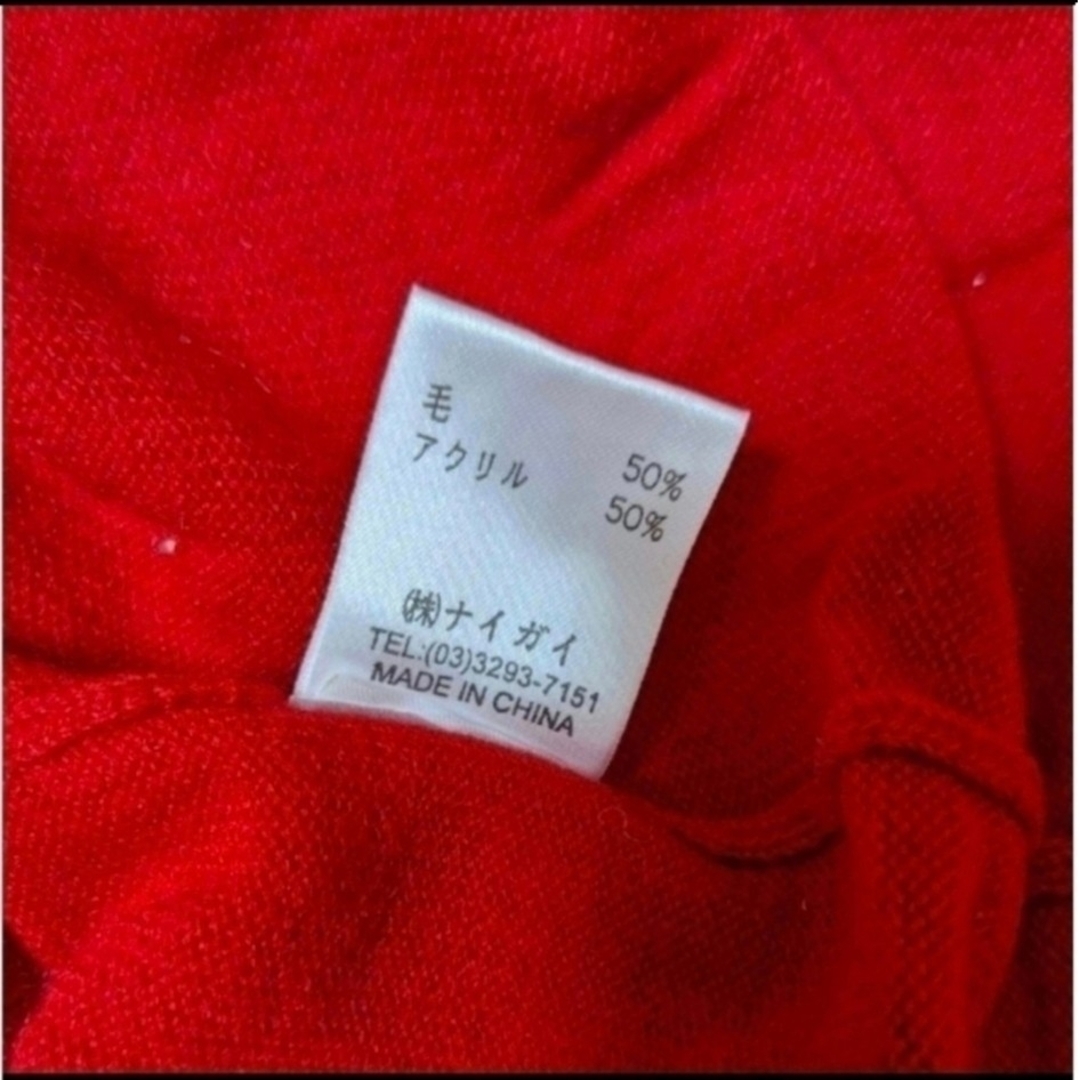 毛 50%
アクリル 50%
(株)ナイガイ
TEL:(03)3293-7151
MADE IN CHINA